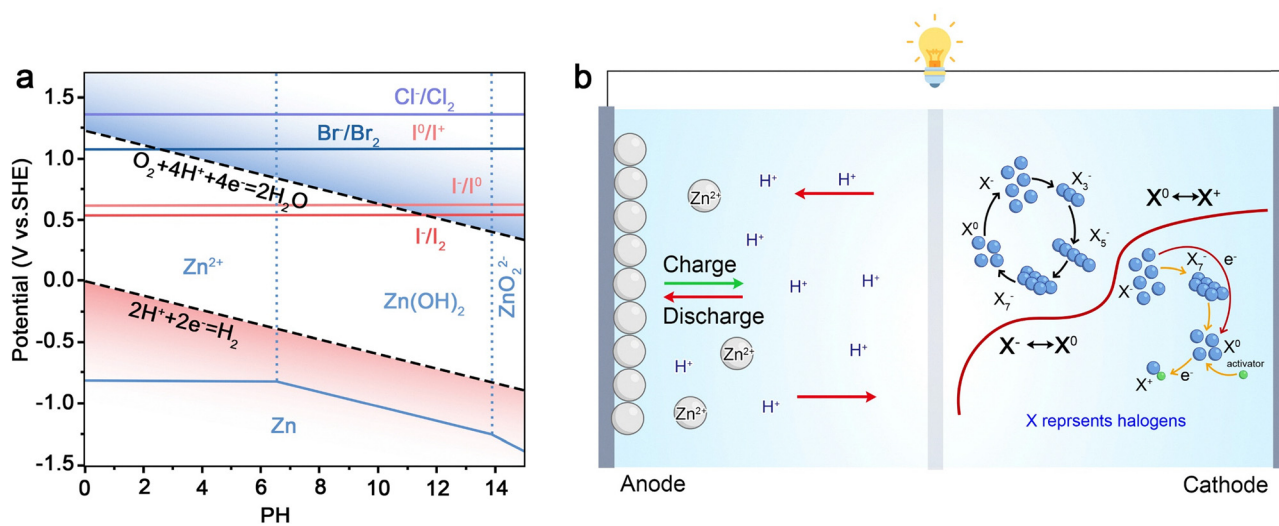 a
Potential (V vs.SHE)
1.5
1.0
0.5
0.0
-0.5
-1.0
-1.5
Cl⁻/Cl₂
Br⁻/Br₂
I⁰/I⁺
O₂+4H⁺+4e⁻=2H₂O
I⁻/I⁰
I⁻/I₂
Zn²⁺
Zn(OH)₂
ZnO₂²⁻
2H⁺+2e⁻=H₂
Zn
0 2 4 6 8 10 12 14
PH
b
Zn²⁺
H⁺
H⁺
H⁺
Charge
Discharge
H⁺
H⁺
Zn²⁺
H⁺
H⁺
Zn²⁺
H⁺
Anode
X⁻
X₃⁻
X⁰
X₅⁻
X₇⁻
X⁰↔X⁺
X₇⁻
e⁻
X⁻
X⁰
activator
X⁺
e⁻
X⁻↔X⁰
X reprsents halogens
Cathode